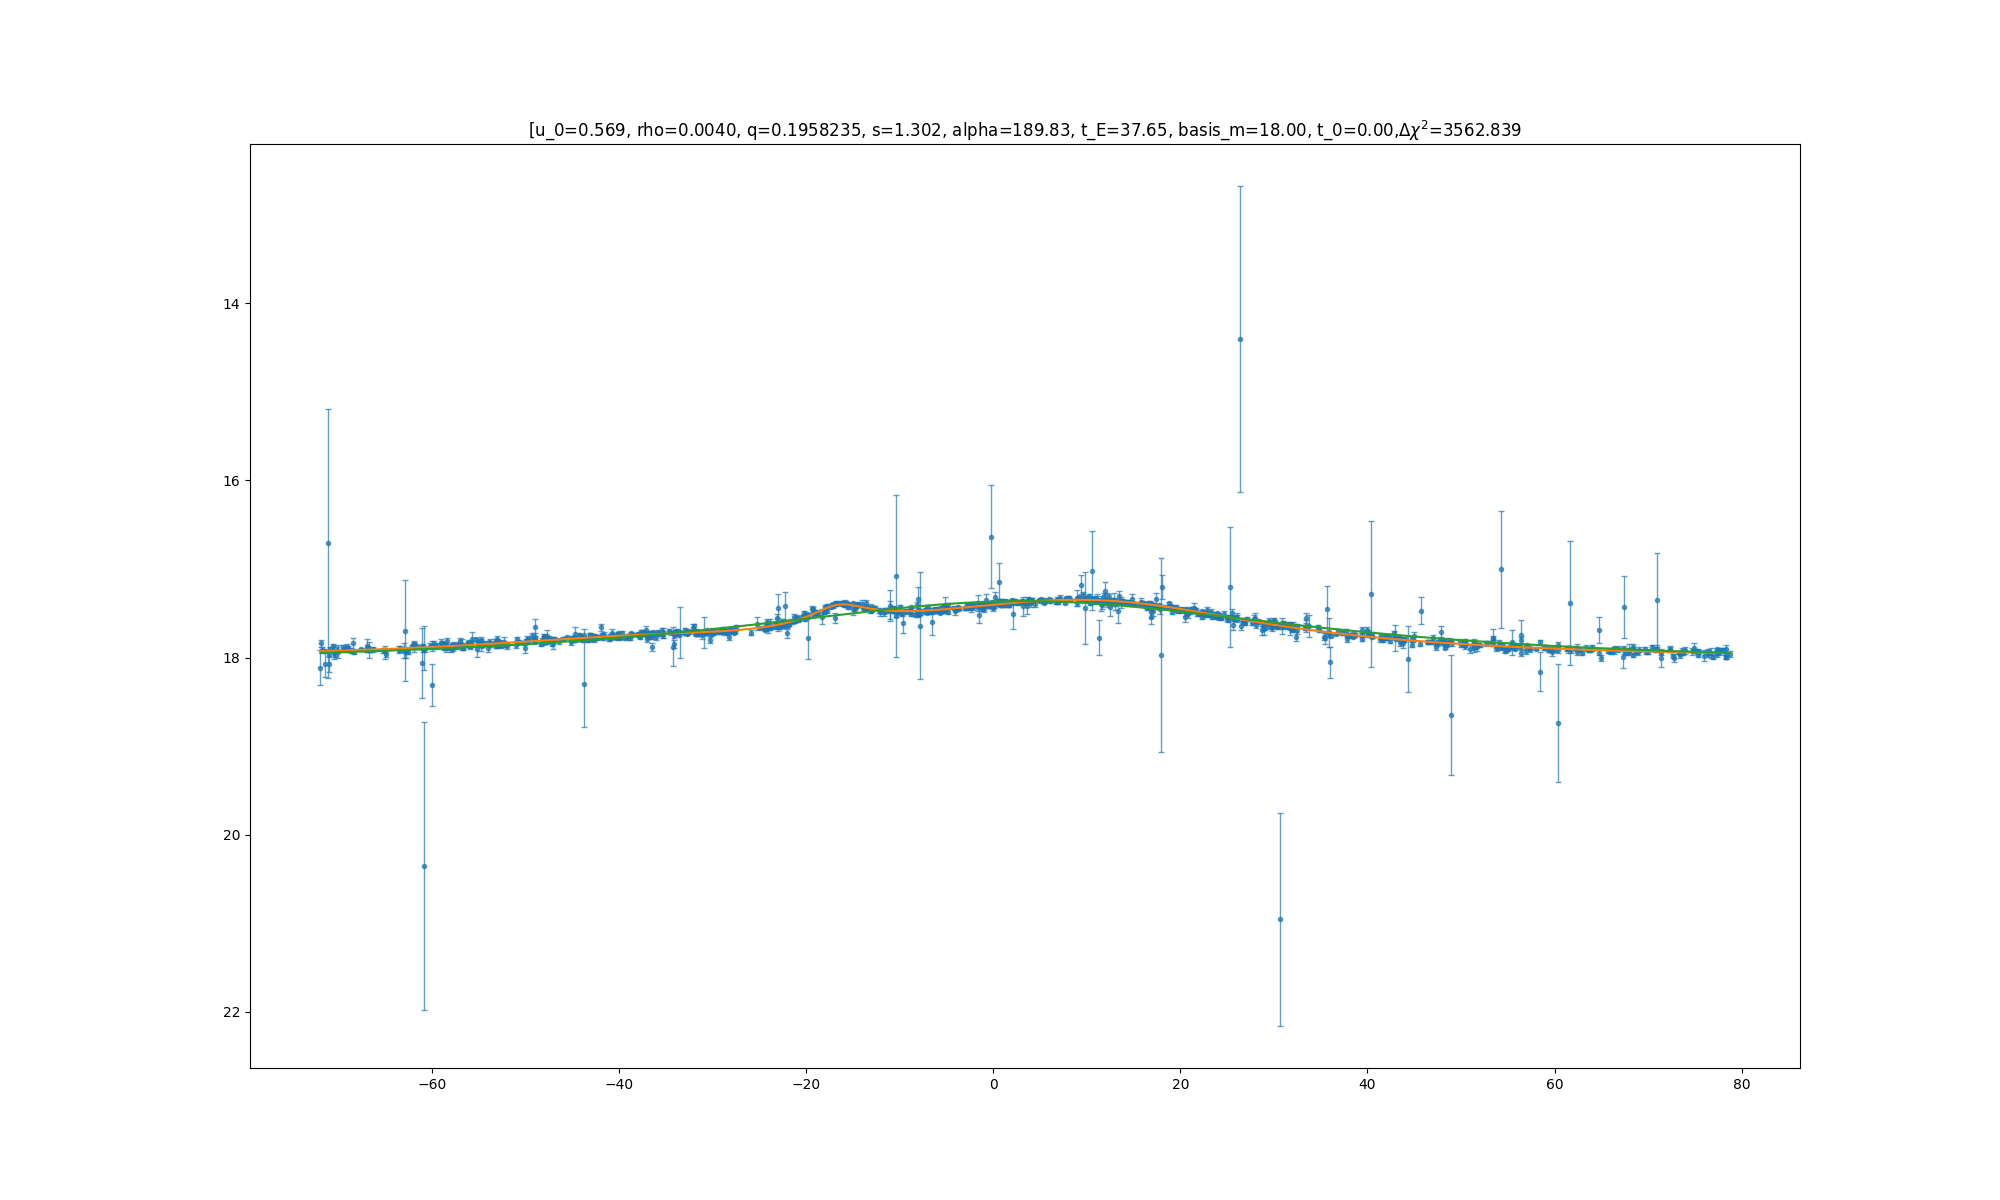 [u_0=0.569, rho=0.0040, q=0.1958235, s=1.302, alpha=189.83, t_E=37.65, basis_m=18.00, t_0=0.00,Δχ²=3562.839
14
16
18
20
22
−60 −40 −20 0 20 40 60 80